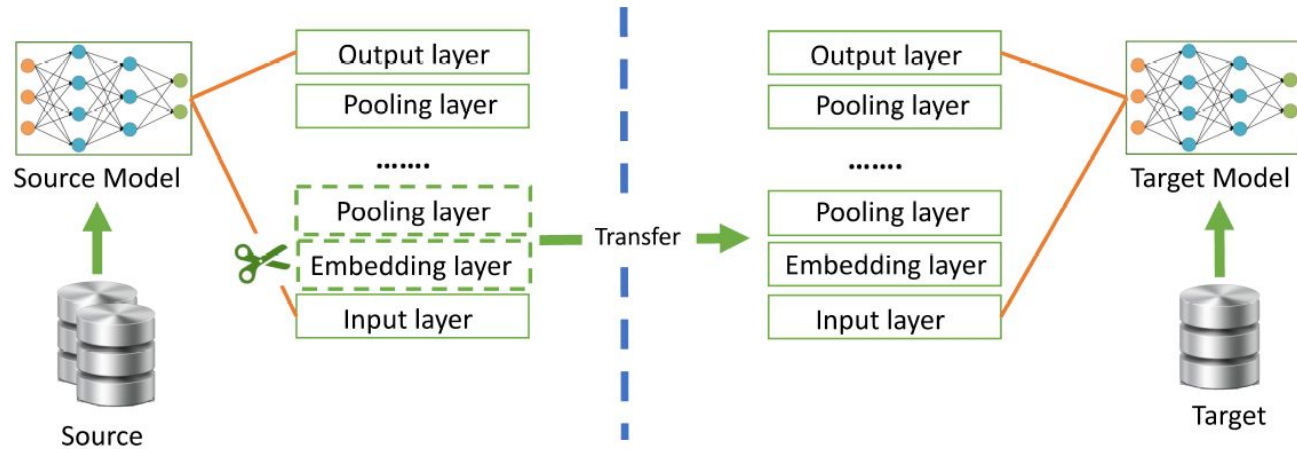 Output layer
Pooling layer
.......
Pooling layer
Embedding layer
Input layer
Source Model
Source
Transfer
Output layer
Pooling layer
.......
Pooling layer
Embedding layer
Input layer
Target Model
Target